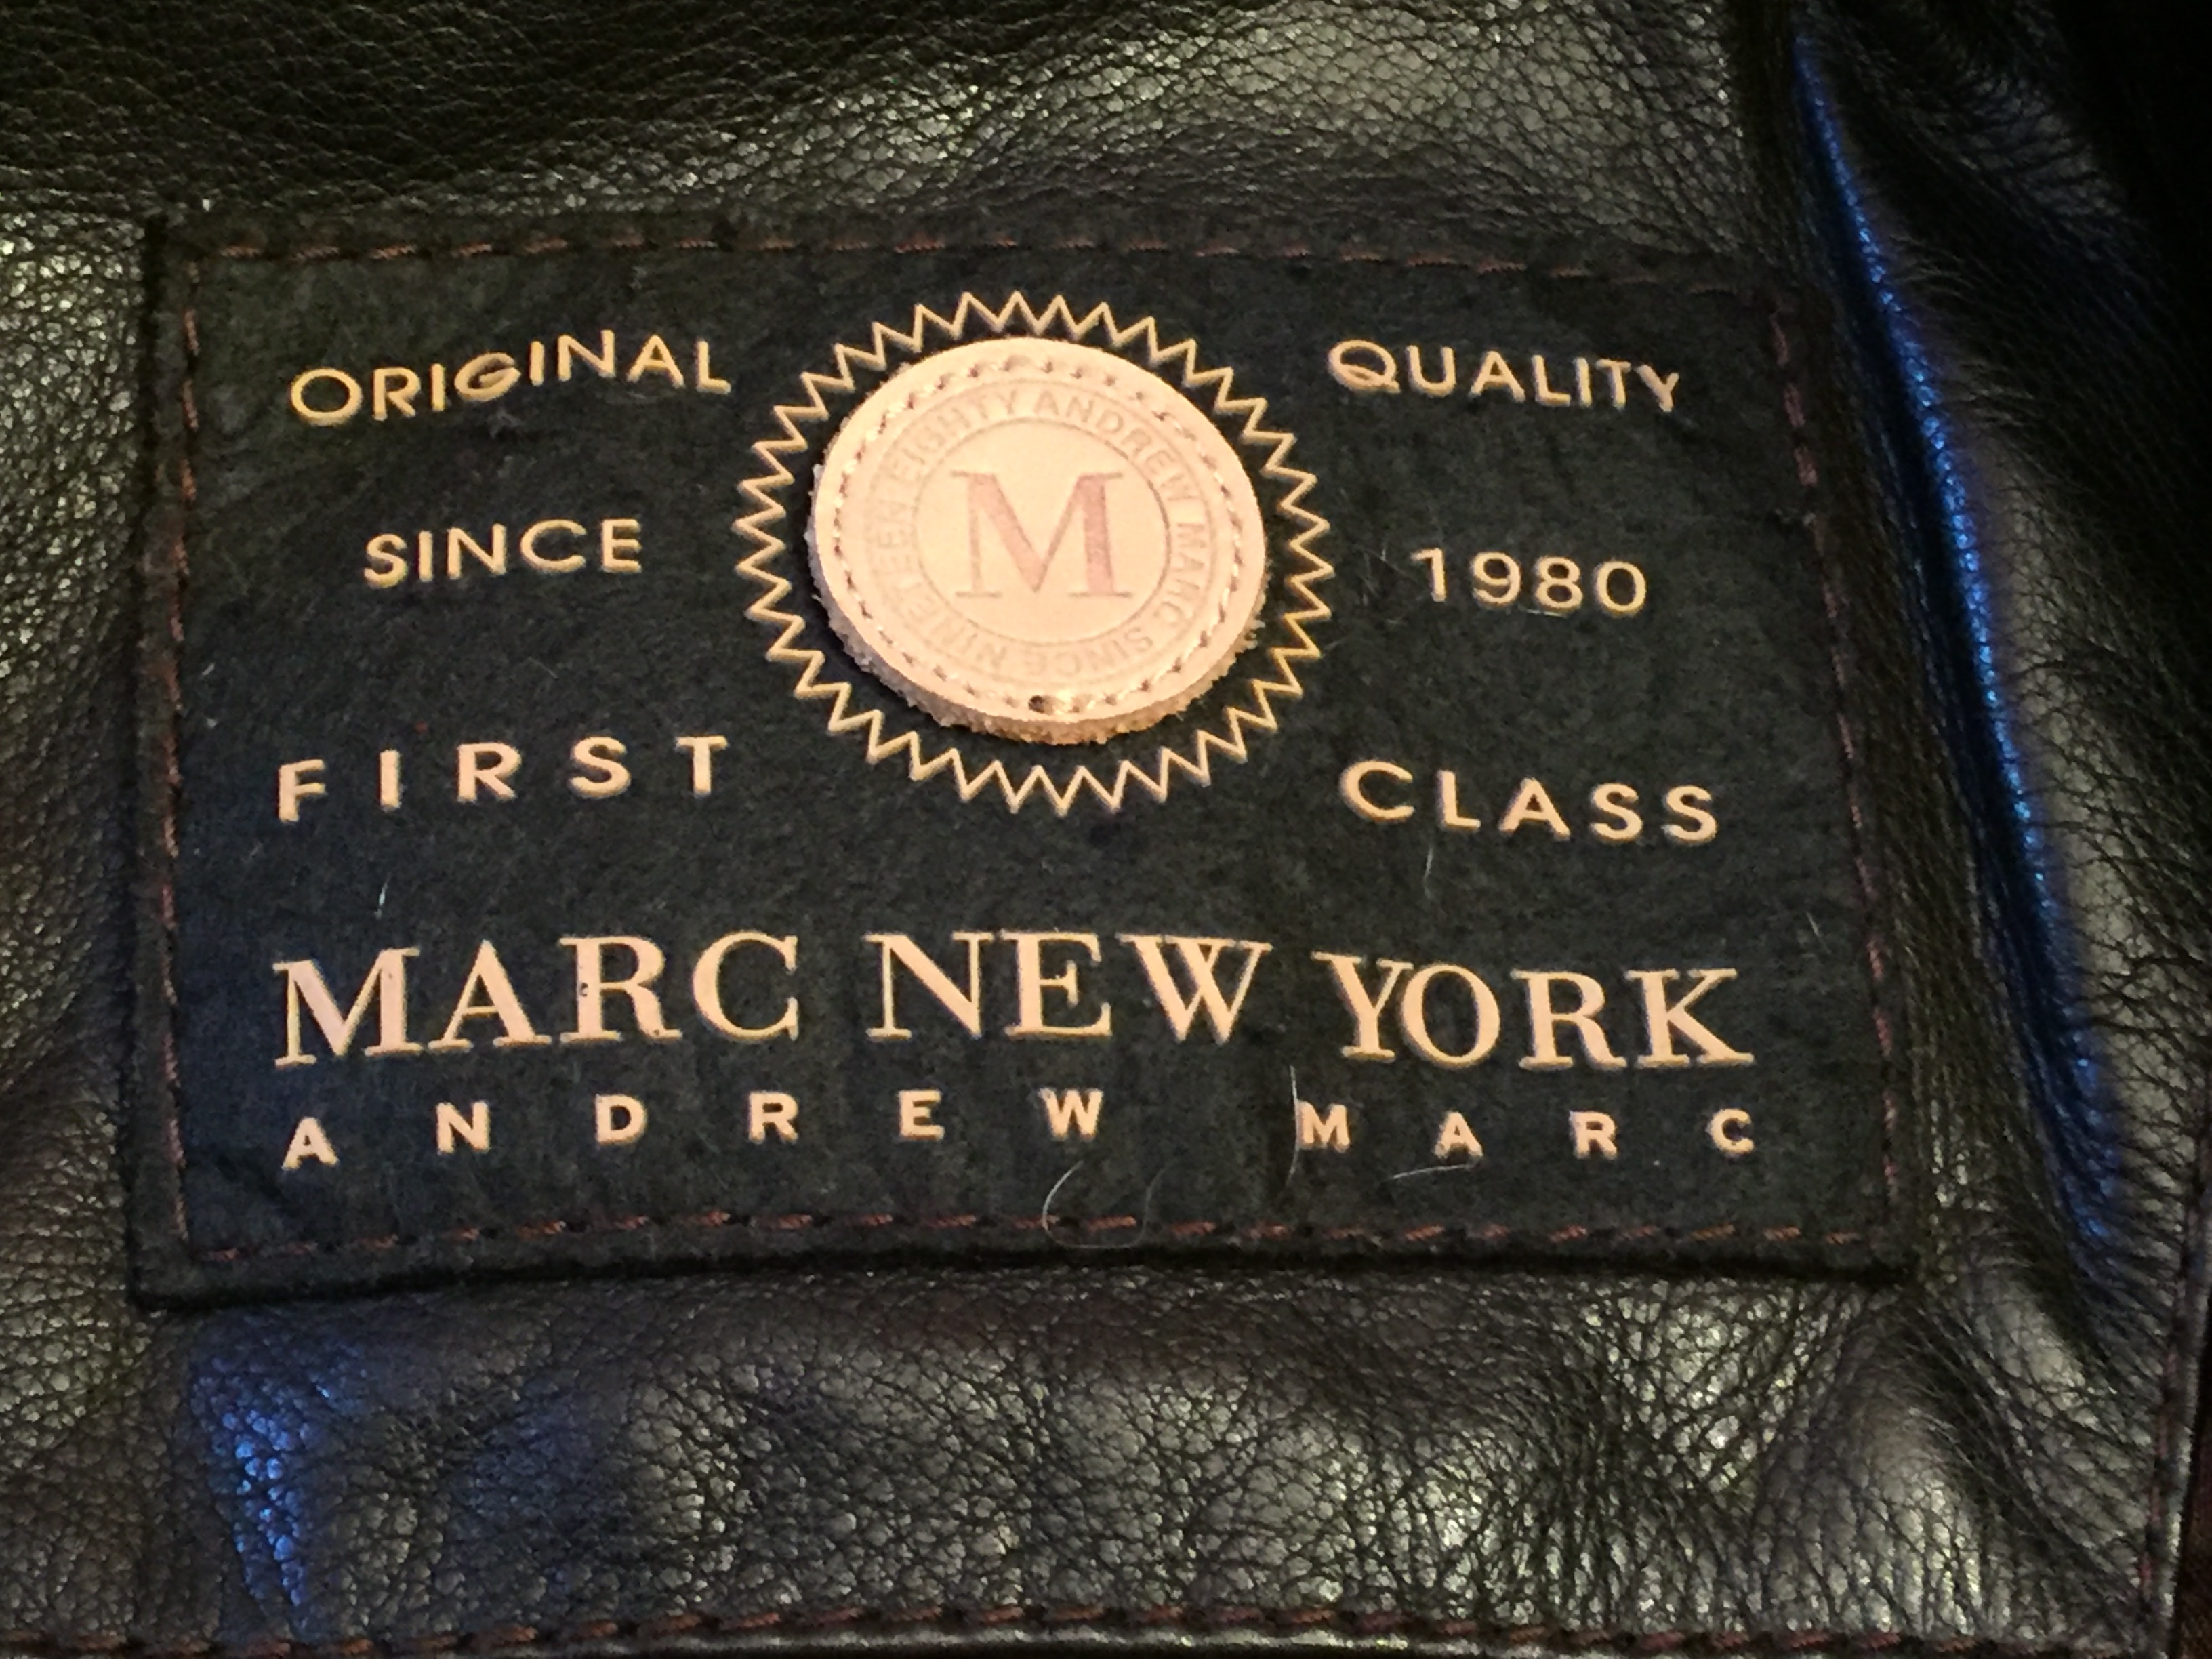 ORIGINAL QUALITY
SINCE 1980
FIRST CLASS
M
ANDREW MARC SINCE NINETEEN EIGHTY
MARC NEW YORK
ANDREW MARC